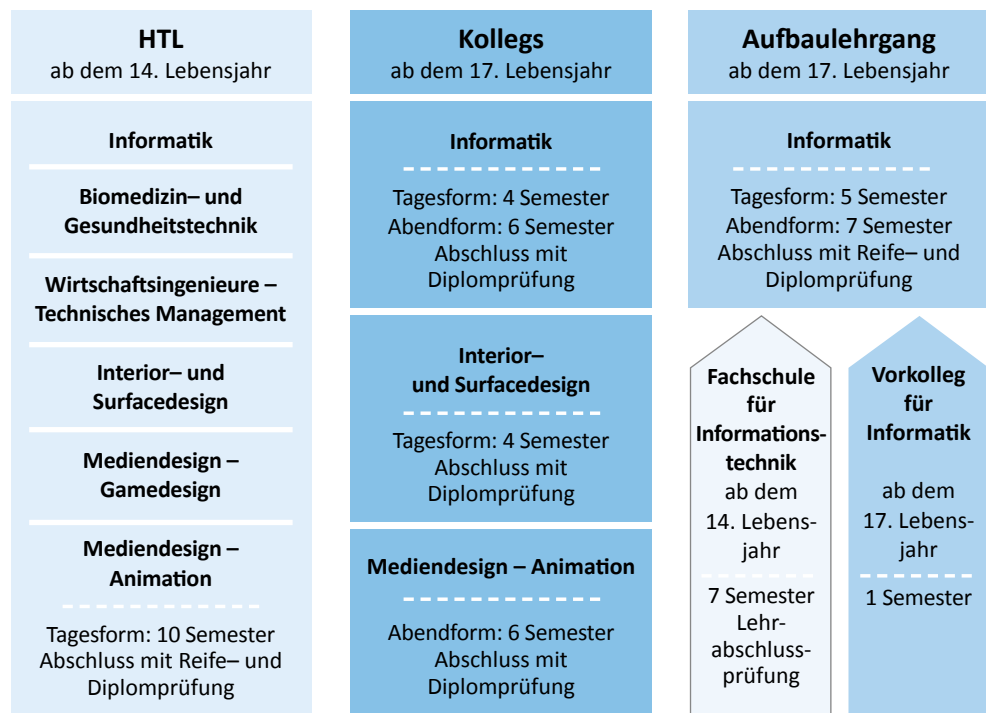 HTL
ab dem 14. Lebensjahr
Informatik
Biomedizin– und
Gesundheitstechnik
Wirtschaftsingenieure –
Technisches Management
Interior– und
Surfacedesign
Mediendesign –
Gamedesign
Mediendesign –
Animation
Tagesform: 10 Semester
Abschluss mit Reife– und
Diplomprüfung
Kollegs
ab dem 17. Lebensjahr
Informatik
Tagesform: 4 Semester
Abendform: 6 Semester
Abschluss mit
Diplomprüfung
Interior–
und Surfacedesign
Tagesform: 4 Semester
Abschluss mit
Diplomprüfung
Mediendesign – Animation
Abendform: 6 Semester
Abschluss mit
Diplomprüfung
Aufbaulehrgang
ab dem 17. Lebensjahr
Informatik
Tagesform: 5 Semester
Abendform: 7 Semester
Abschluss mit Reife– und
Diplomprüfung
Fachschule
für
Informations-
technik
ab dem
14. Lebens-
jahr
7 Semester
Lehr-
abschluss-
prüfung
Vorkolleg
für
Informatik
ab dem
17. Lebens-
jahr
1 Semester